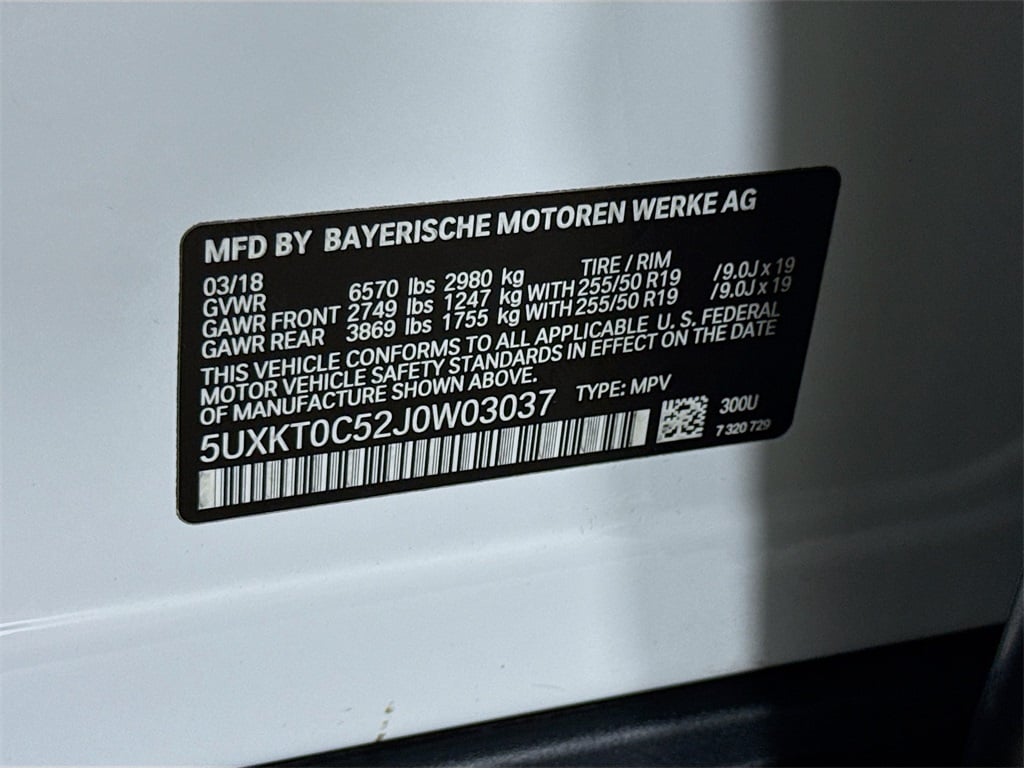 MFD BY BAYERISCHE MOTOREN WERKE AG
03/18 TIRE / RIM
GVWR 6570 lbs 2980 kg
GAWR FRONT 2749 lbs 1247 kg WITH 255/50 R19 /9.0J x 19
GAWR REAR 3869 lbs 1755 kg WITH 255/50 R19 /9.0J x 19
THIS VEHICLE CONFORMS TO ALL APPLICABLE U. S. FEDERAL
MOTOR VEHICLE SAFETY STANDARDS IN EFFECT ON THE DATE
OF MANUFACTURE SHOWN ABOVE.
5UXKT0C52J0W03037 TYPE: MPV
300U
7 320 729